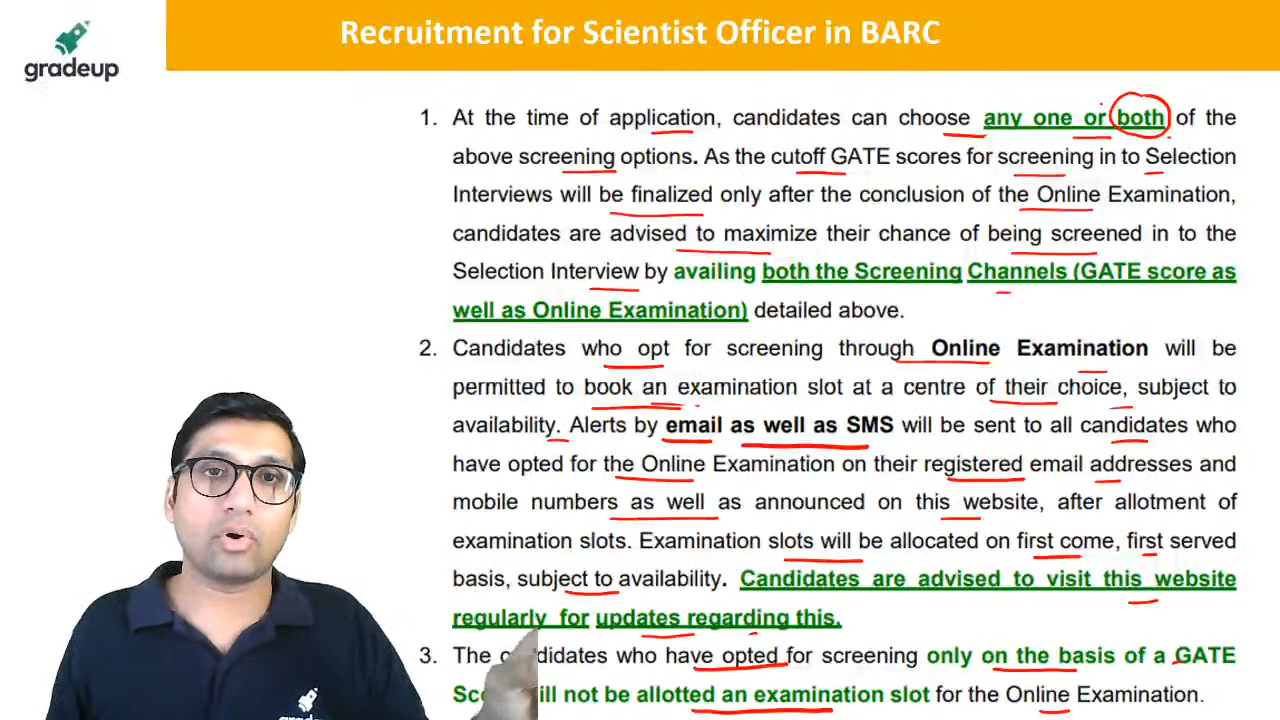 Recruitment for Scientist Officer in BARC
gradeup
1. At the time of application, candidates can choose any one or both of the
above screening options. As the cutoff GATE scores for screening in to Selection
Interviews will be finalized only after the conclusion of the Online Examination,
candidates are advised to maximize their chance of being screened in to the
Selection Interview by availing both the Screening Channels (GATE score as
well as Online Examination) detailed above.
2. Candidates who opt for screening through Online Examination will be
permitted to book an examination slot at a centre of their choice, subject to
availability. Alerts by email as well as SMS will be sent to all candidates who
have opted for the Online Examination on their registered email addresses and
mobile numbers as well as announced on this website, after allotment of
examination slots. Examination slots will be allocated on first come, first served
basis, subject to availability. Candidates are advised to visit this website
regularly for updates regarding this.
3. The candidates who have opted for screening only on the basis of a GATE
not be allotted an examination slot for the Online Examination.